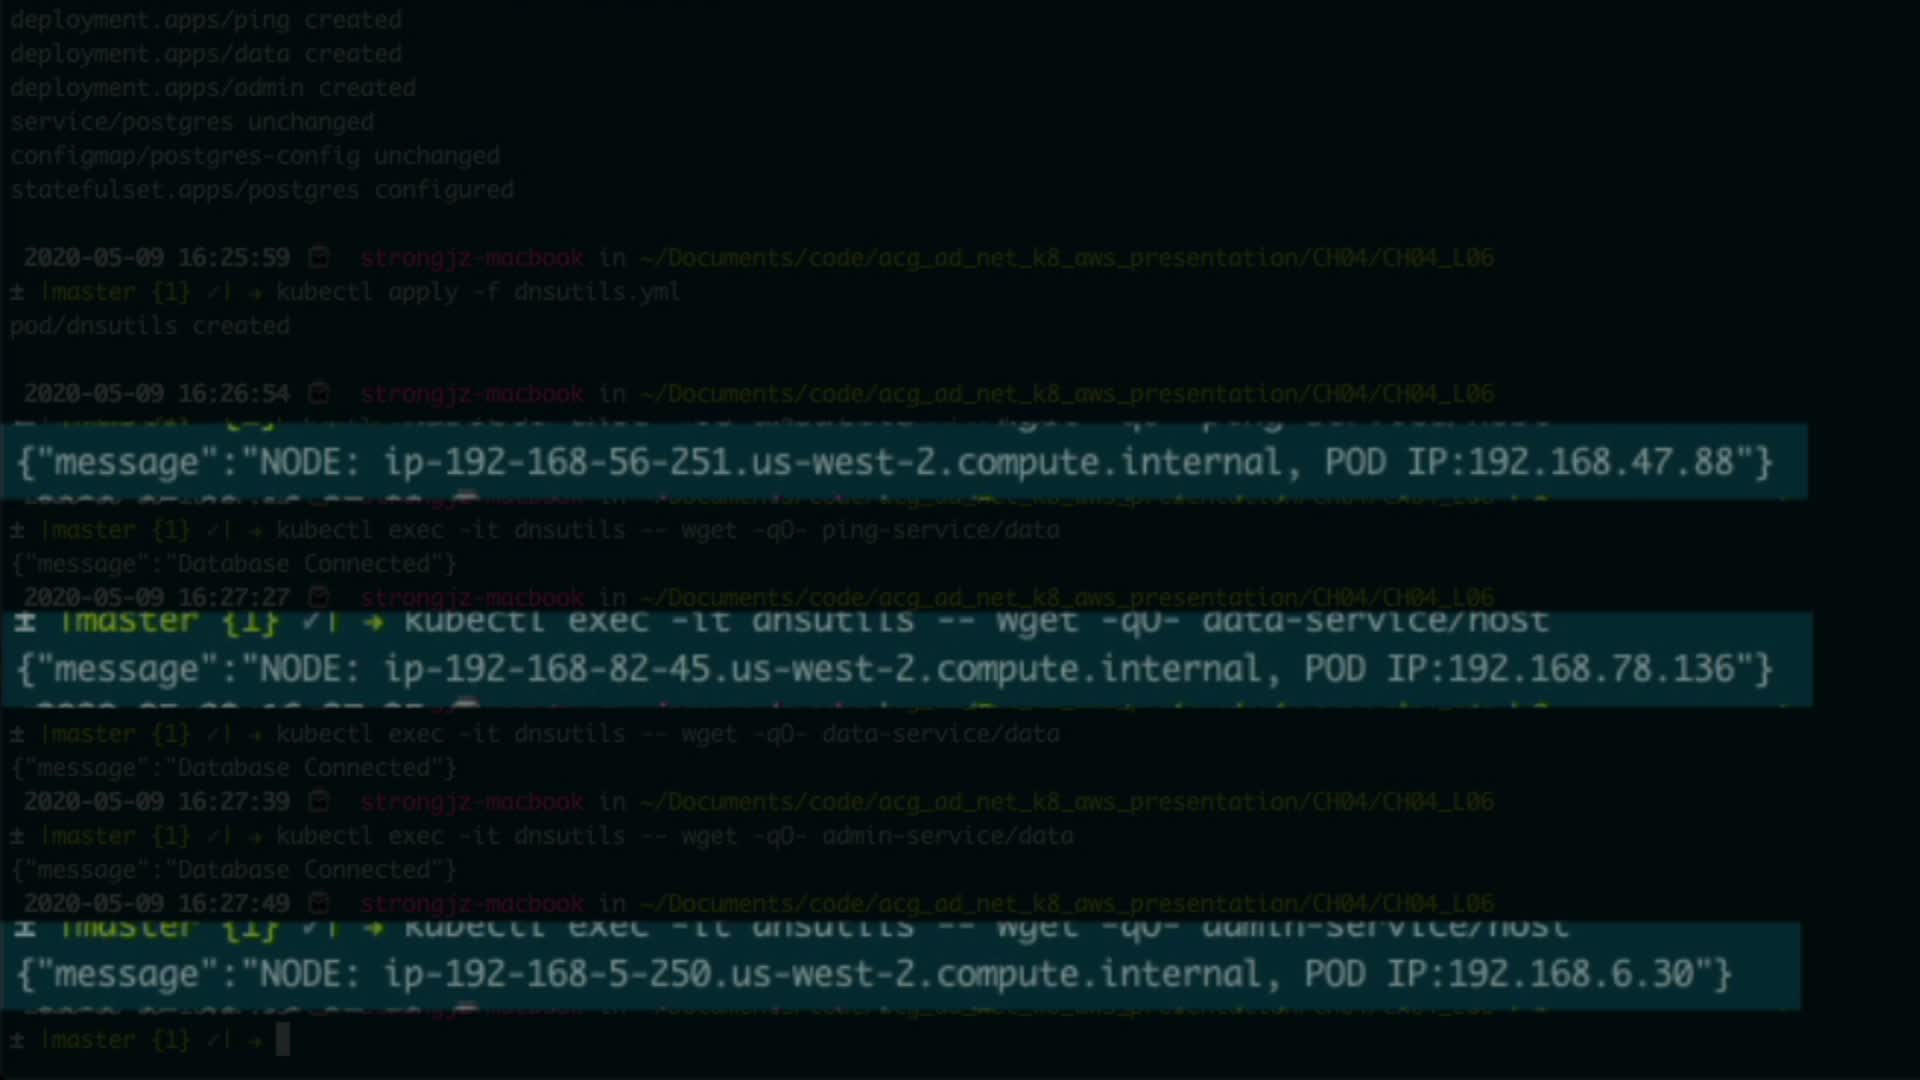 deployment.apps/ping created
deployment.apps/data created
deployment.apps/admin created
service/postgres unchanged
configmap/postgres-config unchanged
statefulset.apps/postgres configured
2020-05-09 16:25:59 strongjz-macbook in ~/Documents/code/acg_ad_net_k8_aws_presentation/CH04/CH04_L06
± |master {1} ✓| → kubectl apply -f dnsutils.yml
pod/dnsutils created
2020-05-09 16:26:54 strongjz-macbook in ~/Documents/code/acg_ad_net_k8_aws_presentation/CH04/CH04_L06
{"message":"NODE: ip-192-168-56-251.us-west-2.compute.internal, POD IP:192.168.47.88"}
± |master {1} ✓| → kubectl exec -it dnsutils -- wget -qO- ping-service/data
{"message":"Database Connected"}
2020-05-09 16:27:27 strongjz-macbook in ~/Documents/code/acg_ad_net_k8_aws_presentation/CH04/CH04_L06
± |master {1} ✓| → kubectl exec -it dnsutils -- wget -qO- data-service/host
{"message":"NODE: ip-192-168-82-45.us-west-2.compute.internal, POD IP:192.168.78.136"}
± |master {1} ✓| → kubectl exec -it dnsutils -- wget -qO- data-service/data
{"message":"Database Connected"}
2020-05-09 16:27:39 strongjz-macbook in ~/Documents/code/acg_ad_net_k8_aws_presentation/CH04/CH04_L06
± |master {1} ✓| → kubectl exec -it dnsutils -- wget -qO- admin-service/data
{"message":"Database Connected"}
2020-05-09 16:27:49 strongjz-macbook in ~/Documents/code/acg_ad_net_k8_aws_presentation/CH04/CH04_L06
± |master {1} ✓| → kubectl exec -it dnsutils -- wget -qO- admin-service/host
{"message":"NODE: ip-192-168-5-250.us-west-2.compute.internal, POD IP:192.168.6.30"}
± |master {1} ✓| →